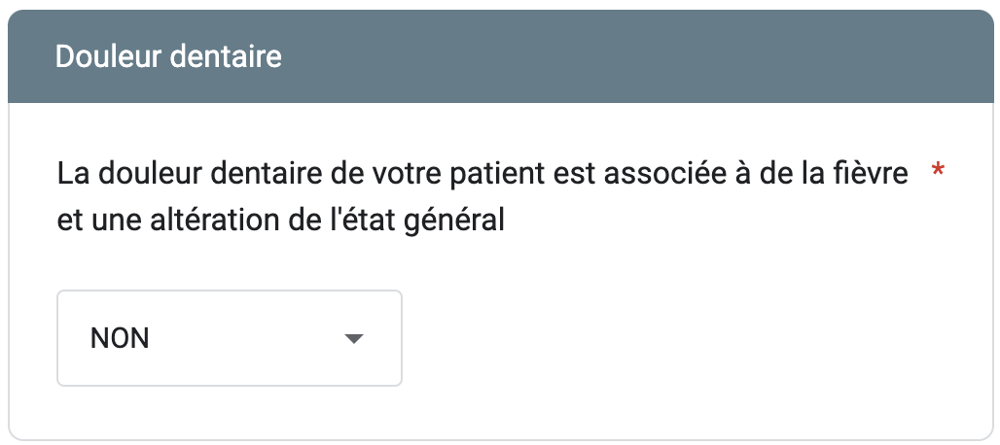 Douleur dentaire
La douleur dentaire de votre patient est associée à de la fièvre *
et une altération de l'état général
NON